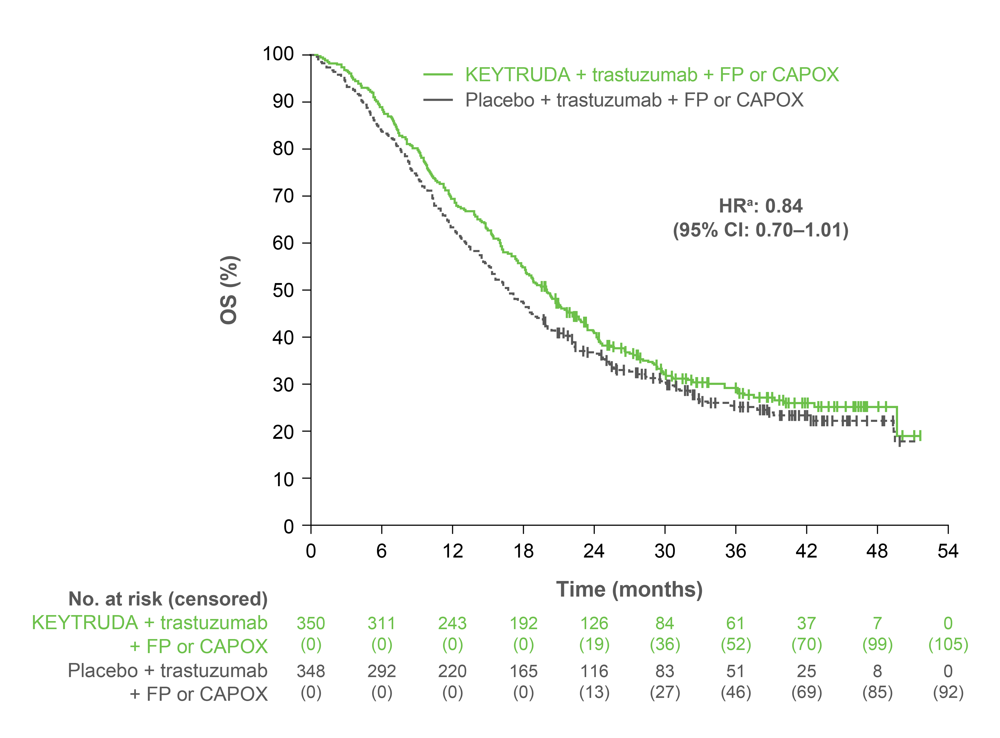 100
90
80
70
60
50
40
30
20
10
0
OS (%)
KEYTRUDA + trastuzumab + FP or CAPOX
Placebo + trastuzumab + FP or CAPOX
HRᵃ: 0.84
(95% CI: 0.70–1.01)
0 6 12 18 24 30 36 42 48 54
Time (months)
No. at risk (censored)
KEYTRUDA + trastuzumab 350 311 243 192 126 84 61 37 7 0
+ FP or CAPOX (0) (0) (0) (0) (19) (36) (52) (70) (99) (105)
Placebo + trastuzumab 348 292 220 165 116 83 51 25 8 0
+ FP or CAPOX (0) (0) (0) (0) (13) (27) (46) (69) (85) (92)